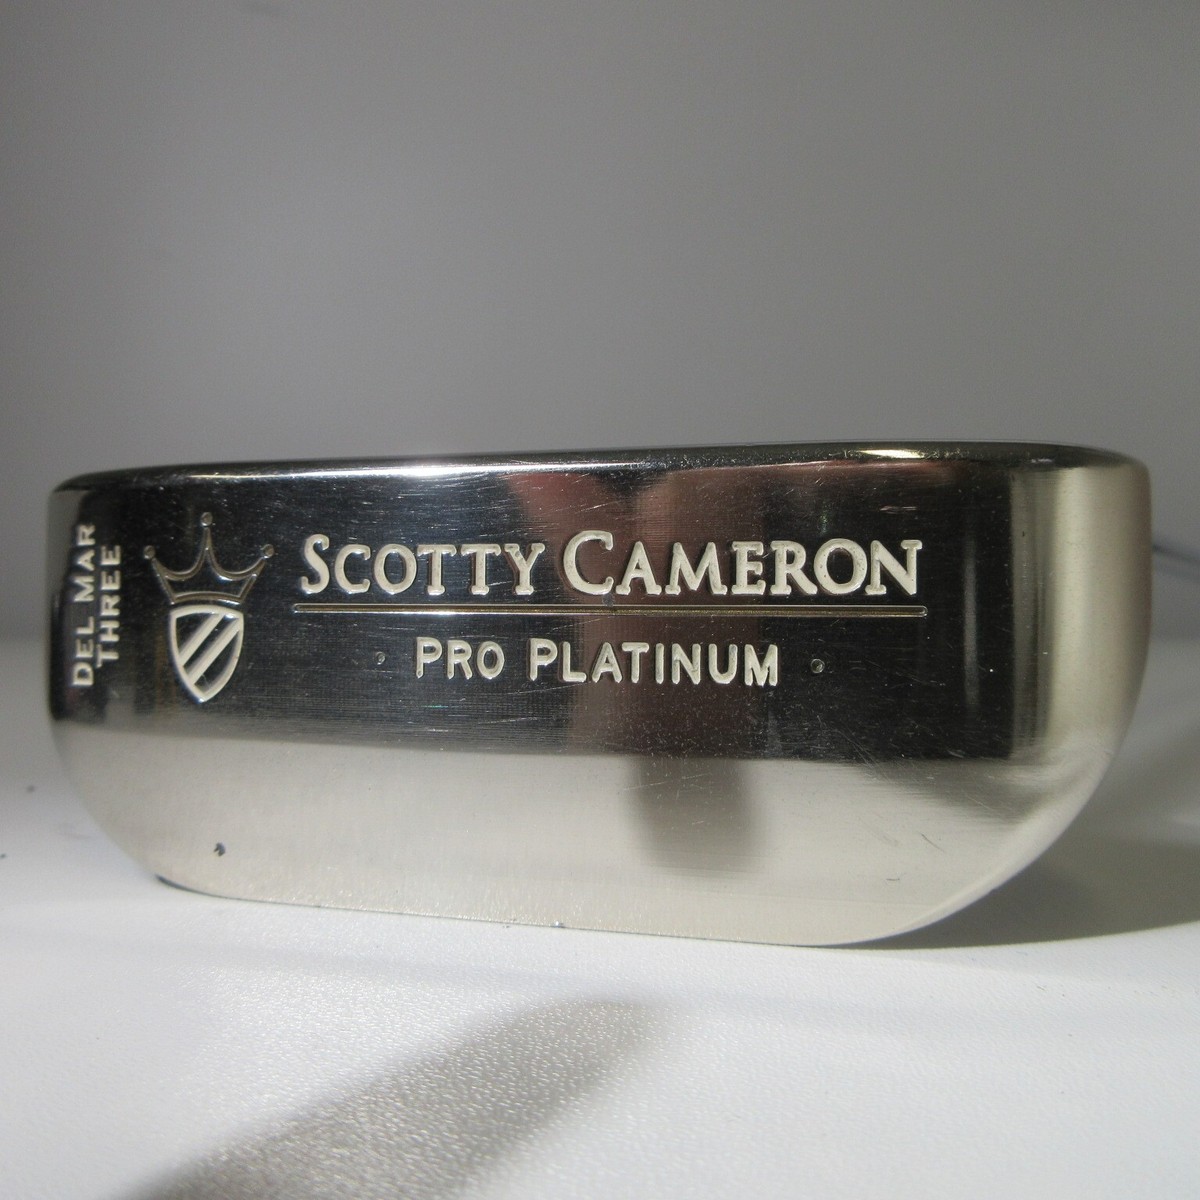 DEL MAR
THREE
SCOTTY CAMERON
PRO PLATINUM